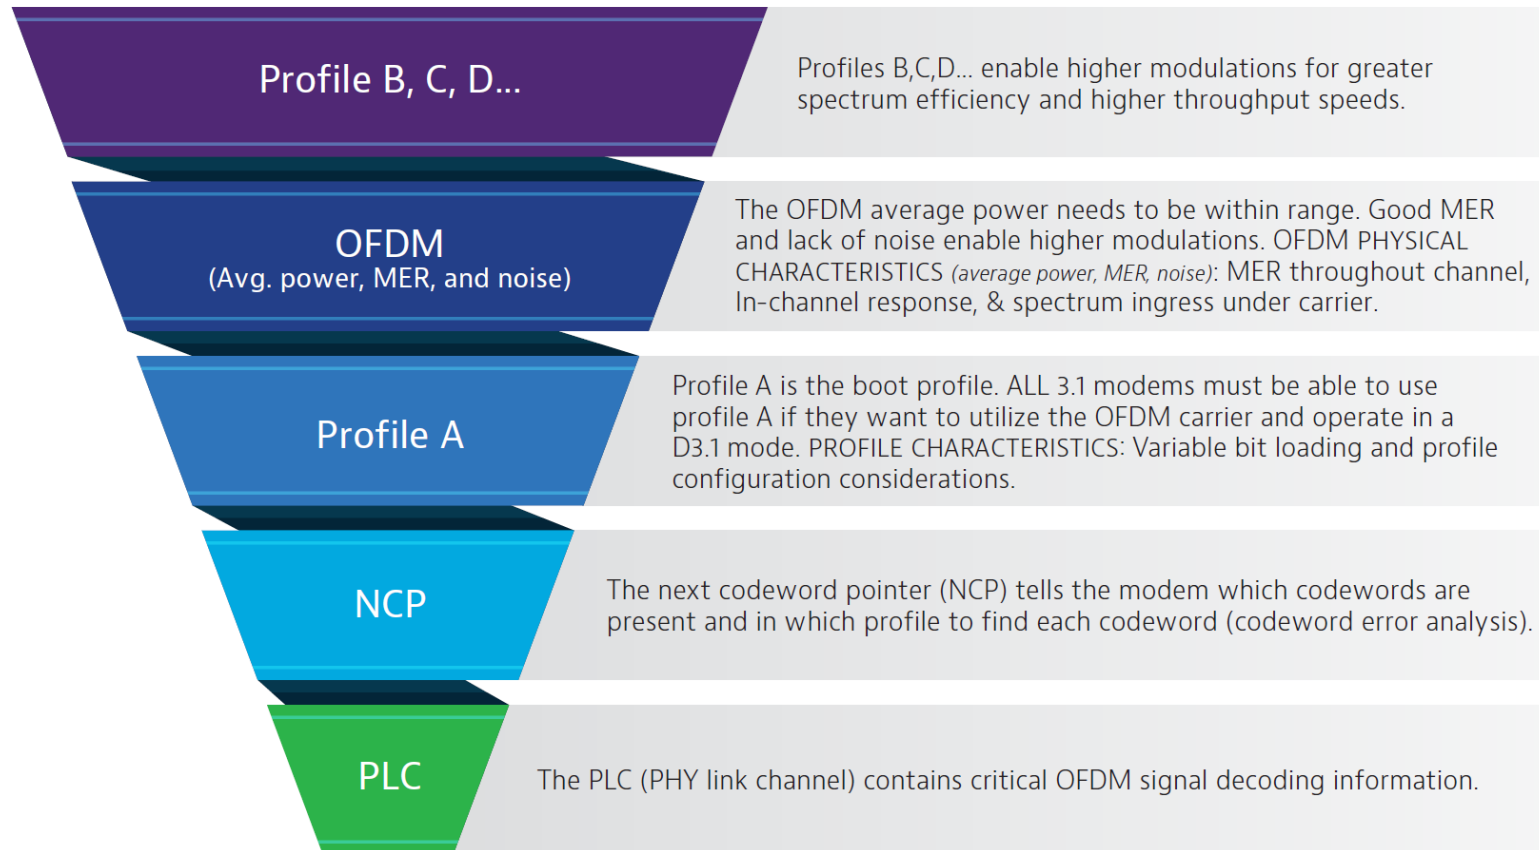 Profile B, C, D...
Profiles B,C,D... enable higher modulations for greater
spectrum efficiency and higher throughput speeds.
OFDM
(Avg. power, MER, and noise)
The OFDM average power needs to be within range. Good MER
and lack of noise enable higher modulations. OFDM PHYSICAL
CHARACTERISTICS (average power, MER, noise): MER throughout channel,
In-channel response, & spectrum ingress under carrier.
Profile A
Profile A is the boot profile. ALL 3.1 modems must be able to use
profile A if they want to utilize the OFDM carrier and operate in a
D3.1 mode. PROFILE CHARACTERISTICS: Variable bit loading and profile
configuration considerations.
NCP
The next codeword pointer (NCP) tells the modem which codewords are
present and in which profile to find each codeword (codeword error analysis).
PLC
The PLC (PHY link channel) contains critical OFDM signal decoding information.